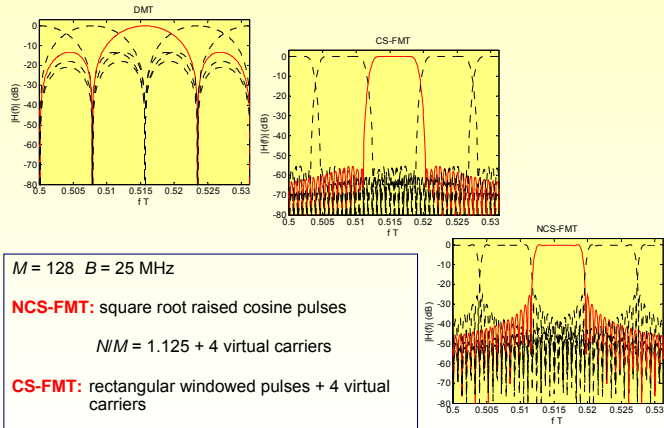 DMT
0
-10
-20
-30
-40
-50
-60
-70
-80
|H(f)| (dB)
0.5 0.505 0.51 0.515 0.52 0.525 0.53
f T
CS-FMT
0
-10
-20
-30
-40
-50
-60
-70
-80
|H(f)| (dB)
0.5 0.505 0.51 0.515 0.52 0.525 0.53
f T
NCS-FMT
0
-10
-20
-30
-40
-50
-60
-70
-80
|H(f)| (dB)
0.5 0.505 0.51 0.515 0.52 0.525 0.53
f T
M = 128 B = 25 MHz
NCS-FMT: square root raised cosine pulses
N/M = 1.125 + 4 virtual carriers
CS-FMT: rectangular windowed pulses + 4 virtual
carriers